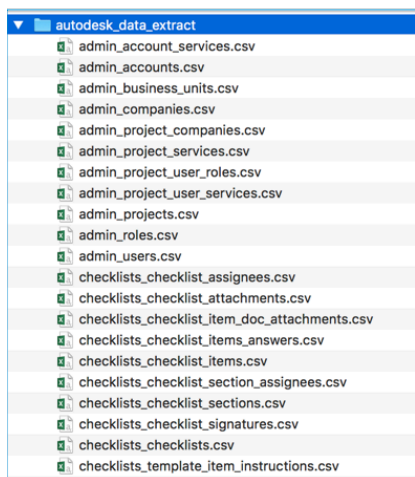 autodesk_data_extract
admin_account_services.csv
admin_accounts.csv
admin_business_units.csv
admin_companies.csv
admin_project_companies.csv
admin_project_services.csv
admin_project_user_roles.csv
admin_project_user_services.csv
admin_projects.csv
admin_roles.csv
admin_users.csv
checklists_checklist_assignees.csv
checklists_checklist_attachments.csv
checklists_checklist_item_doc_attachments.csv
checklists_checklist_items_answers.csv
checklists_checklist_items.csv
checklists_checklist_section_assignees.csv
checklists_checklist_sections.csv
checklists_checklist_signatures.csv
checklists_checklists.csv
checklists_template_item_instructions.csv